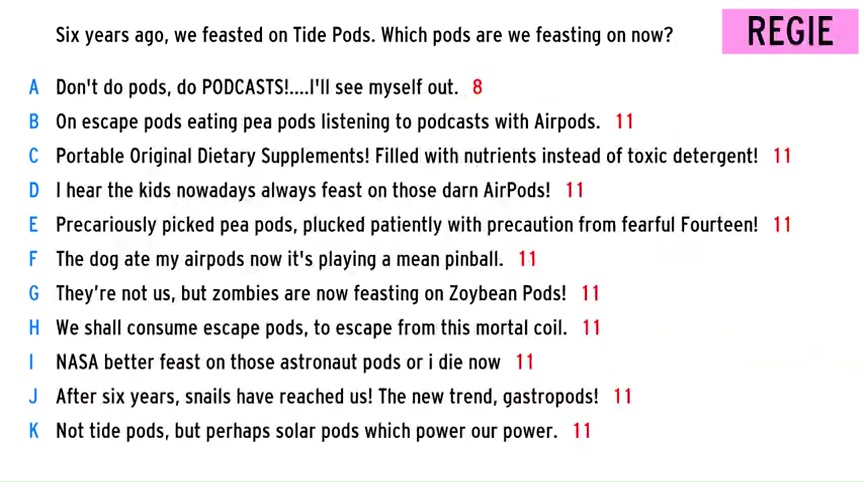 Six years ago, we feasted on Tide Pods. Which pods are we feasting on now?
REGIE
A Don't do pods, do PODCASTS!....I'll see myself out. 8
B On escape pods eating pea pods listening to podcasts with Airpods. 11
C Portable Original Dietary Supplements! Filled with nutrients instead of toxic detergent! 11
D I hear the kids nowadays always feast on those darn AirPods! 11
E Precariously picked pea pods, plucked patiently with precaution from fearful Fourteen! 11
F The dog ate my airpods now it's playing a mean pinball. 11
G They’re not us, but zombies are now feasting on Zoybean Pods! 11
H We shall consume escape pods, to escape from this mortal coil. 11
I NASA better feast on those astronaut pods or i die now 11
J After six years, snails have reached us! The new trend, gastropods! 11
K Not tide pods, but perhaps solar pods which power our power. 11